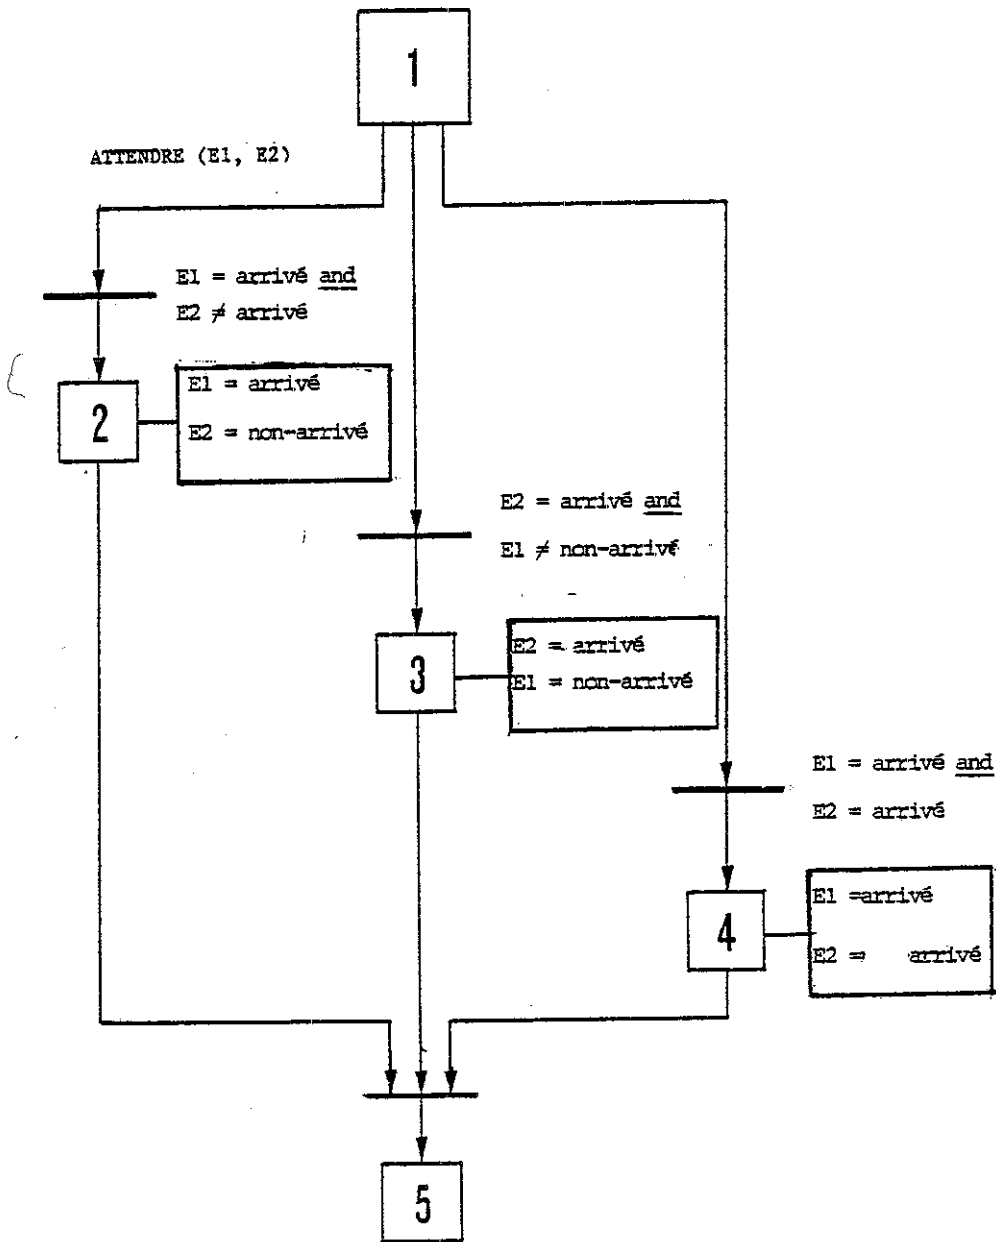 1
ATTENDRE (E1, E2)
E1 = arrivé and
E2 ≠ arrivé
2
E1 = arrivé
E2 = non-arrivé
E2 = arrivé and
E1 ≠ non-arrivé
3
E2 = arrivé
E1 = non-arrivé
E1 = arrivé and
E2 = arrivé
4
E1 =arrivé
E2 = arrivé
5